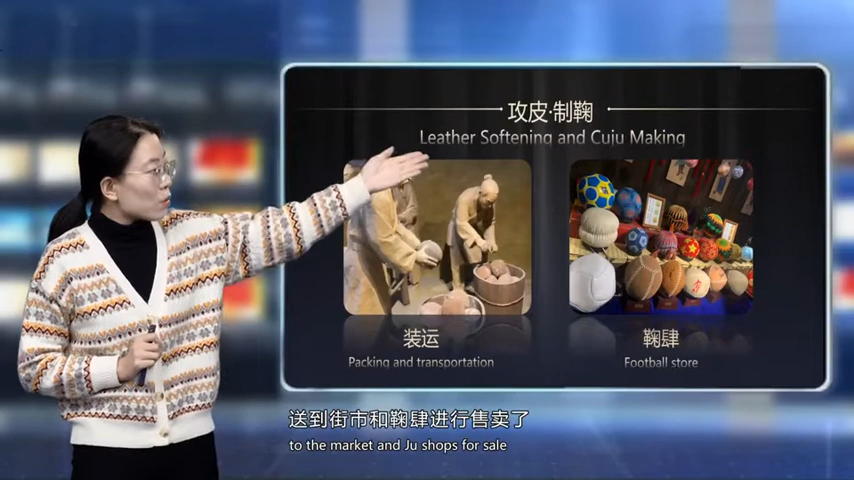 攻皮·制鞠
Leather Softening and Cuju Making
装运
Packing and transportation
鞠肆
Football store
送到街市和鞠肆进行售卖了
to the market and Ju shops for sale